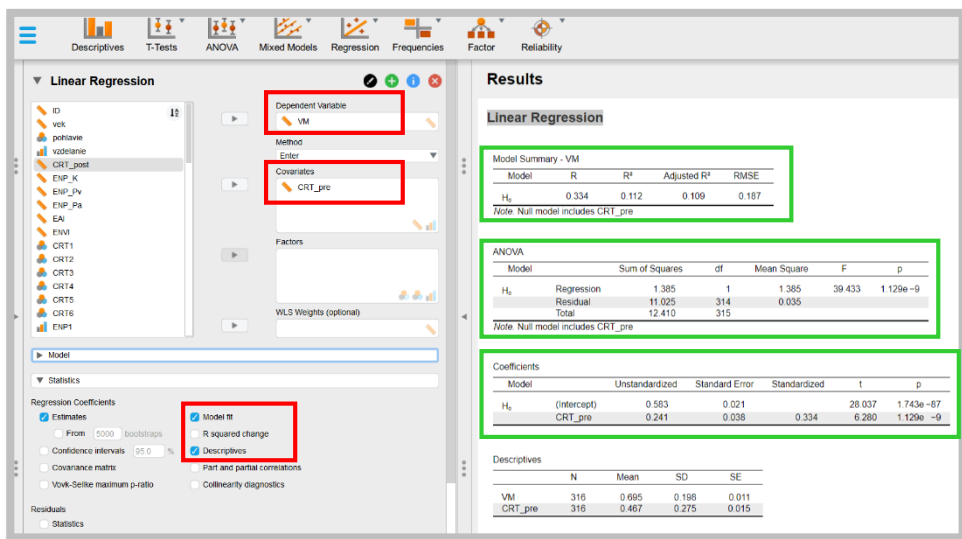 Descriptives T-Tests ANOVA Mixed Models Regression Frequencies Factor Reliability
Linear Regression
ID
vek
pohlavie
vzdelanie
CRT_post
ENP_K
ENP_Pv
ENP_Pa
EAI
ENVI
CRT1
CRT2
CRT3
CRT4
CRT5
CRT6
ENP1
Dependent Variable
VM
Method
Enter
Covariates
CRT_pre
Factors
WLS Weights (optional)
Model
Statistics
Regression Coefficients
Estimates
From 5000 bootstraps
Confidence intervals 95.0 %
Covariance matrix
Vovk-Selke maximum p-ratio
Model fit
R squared change
Descriptives
Part and partial correlations
Collinearity diagnostics
Residuals
Statistics
Results
Linear Regression
Model Summary - VM
Model R R² Adjusted R² RMSE
H₀ 0.334 0.112 0.109 0.187
Note. Null model includes CRT_pre
ANOVA
Model Sum of Squares df Mean Square F p
H₀ Regression 1.385 1 1.385 39.433 1.129e −9
Residual 11.025 314 0.035
Total 12.410 315
Note. Null model includes CRT_pre
Coefficients
Model Unstandardized Standard Error Standardized t p
H₀ (Intercept) 0.583 0.021 28.037 1.743e −87
CRT_pre 0.241 0.038 0.334 6.280 1.129e −9
Descriptives
N Mean SD SE
VM 316 0.695 0.198 0.011
CRT_pre 316 0.467 0.275 0.015